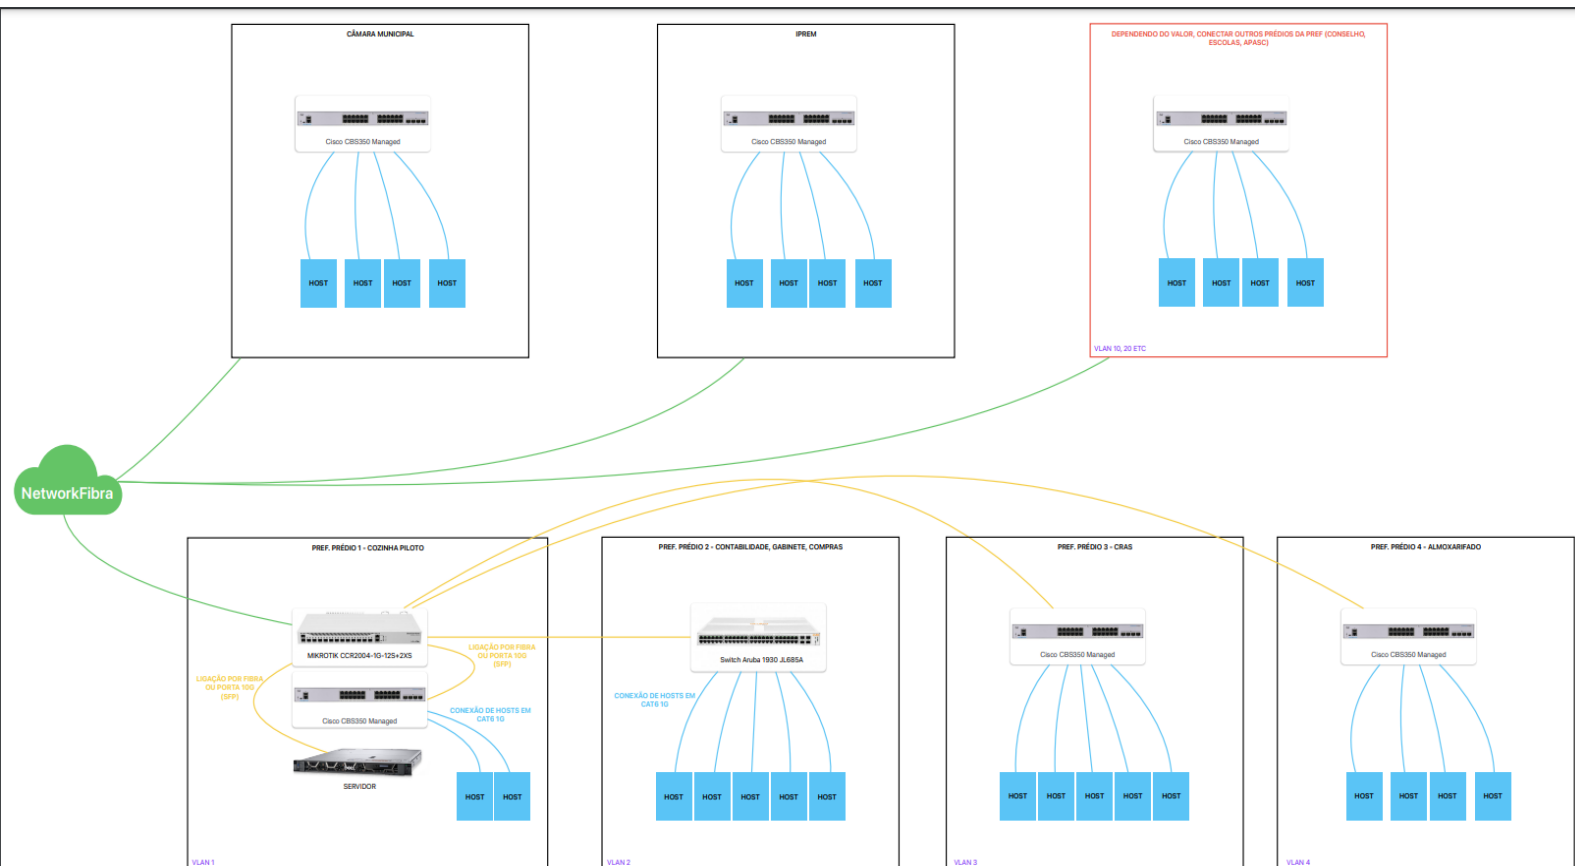 CÂMARA MUNICIPAL
Cisco CBS350 Managed
HOST HOST HOST HOST
IPREM
Cisco CBS350 Managed
HOST HOST HOST HOST
DEPENDENDO DO VALOR, CONECTAR OUTROS PRÉDIOS DA PREF (CONSELHO,
ESCOLAS, APASC)
Cisco CBS350 Managed
HOST HOST HOST HOST
VLAN 10, 20 ETC
NetworkFibra
PREF. PRÉDIO 1 - COZINHA PILOTO
MIKROTIK CCR2004-1G-12S+2XS
LIGAÇÃO POR FIBRA
OU PORTA 10G
(SFP)
LIGAÇÃO POR FIBRA
OU PORTA 10G
(SFP)
Cisco CBS350 Managed
CONEXÃO DE HOSTS EM
CAT6 1G
SERVIDOR
HOST HOST
VLAN 1
PREF. PRÉDIO 2 - CONTABILIDADE, GABINETE, COMPRAS
Switch Aruba 1930 JL685A
CONEXÃO DE HOSTS EM
CAT6 1G
HOST HOST HOST HOST HOST
VLAN 2
PREF. PRÉDIO 3 - CRAS
Cisco CBS350 Managed
HOST HOST HOST HOST HOST
VLAN 3
PREF. PRÉDIO 4 - ALMOXARIFADO
Cisco CBS350 Managed
HOST HOST HOST HOST
VLAN 4